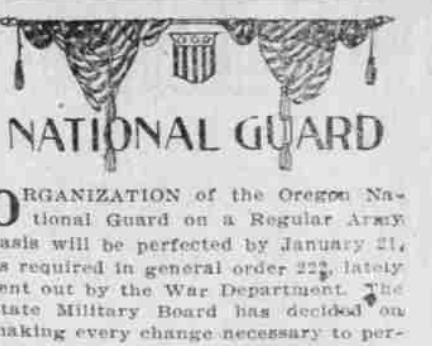 NATIONAL GUARD
ORGANIZATION of the Oregon Na-
tional Guard on a Regular Army
asis will be perfected by January 21,
s required in general order 222, lately
ent out by the War Department. The
tate Military Board has decided on
naking every change necessary to per-